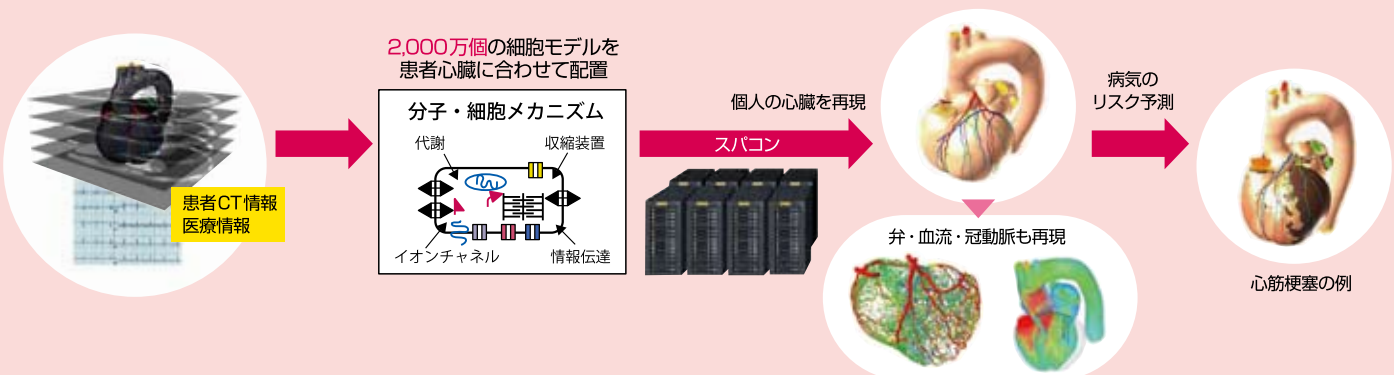 患者CT情報
医療情報
2,000万個の細胞モデルを
患者心臓に合わせて配置
分子・細胞メカニズム
代謝
収縮装置
イオンチャネル
情報伝達
個人の心臓を再現
スパコン
弁・血流・冠動脈も再現
病気の
リスク予測
心筋梗塞の例